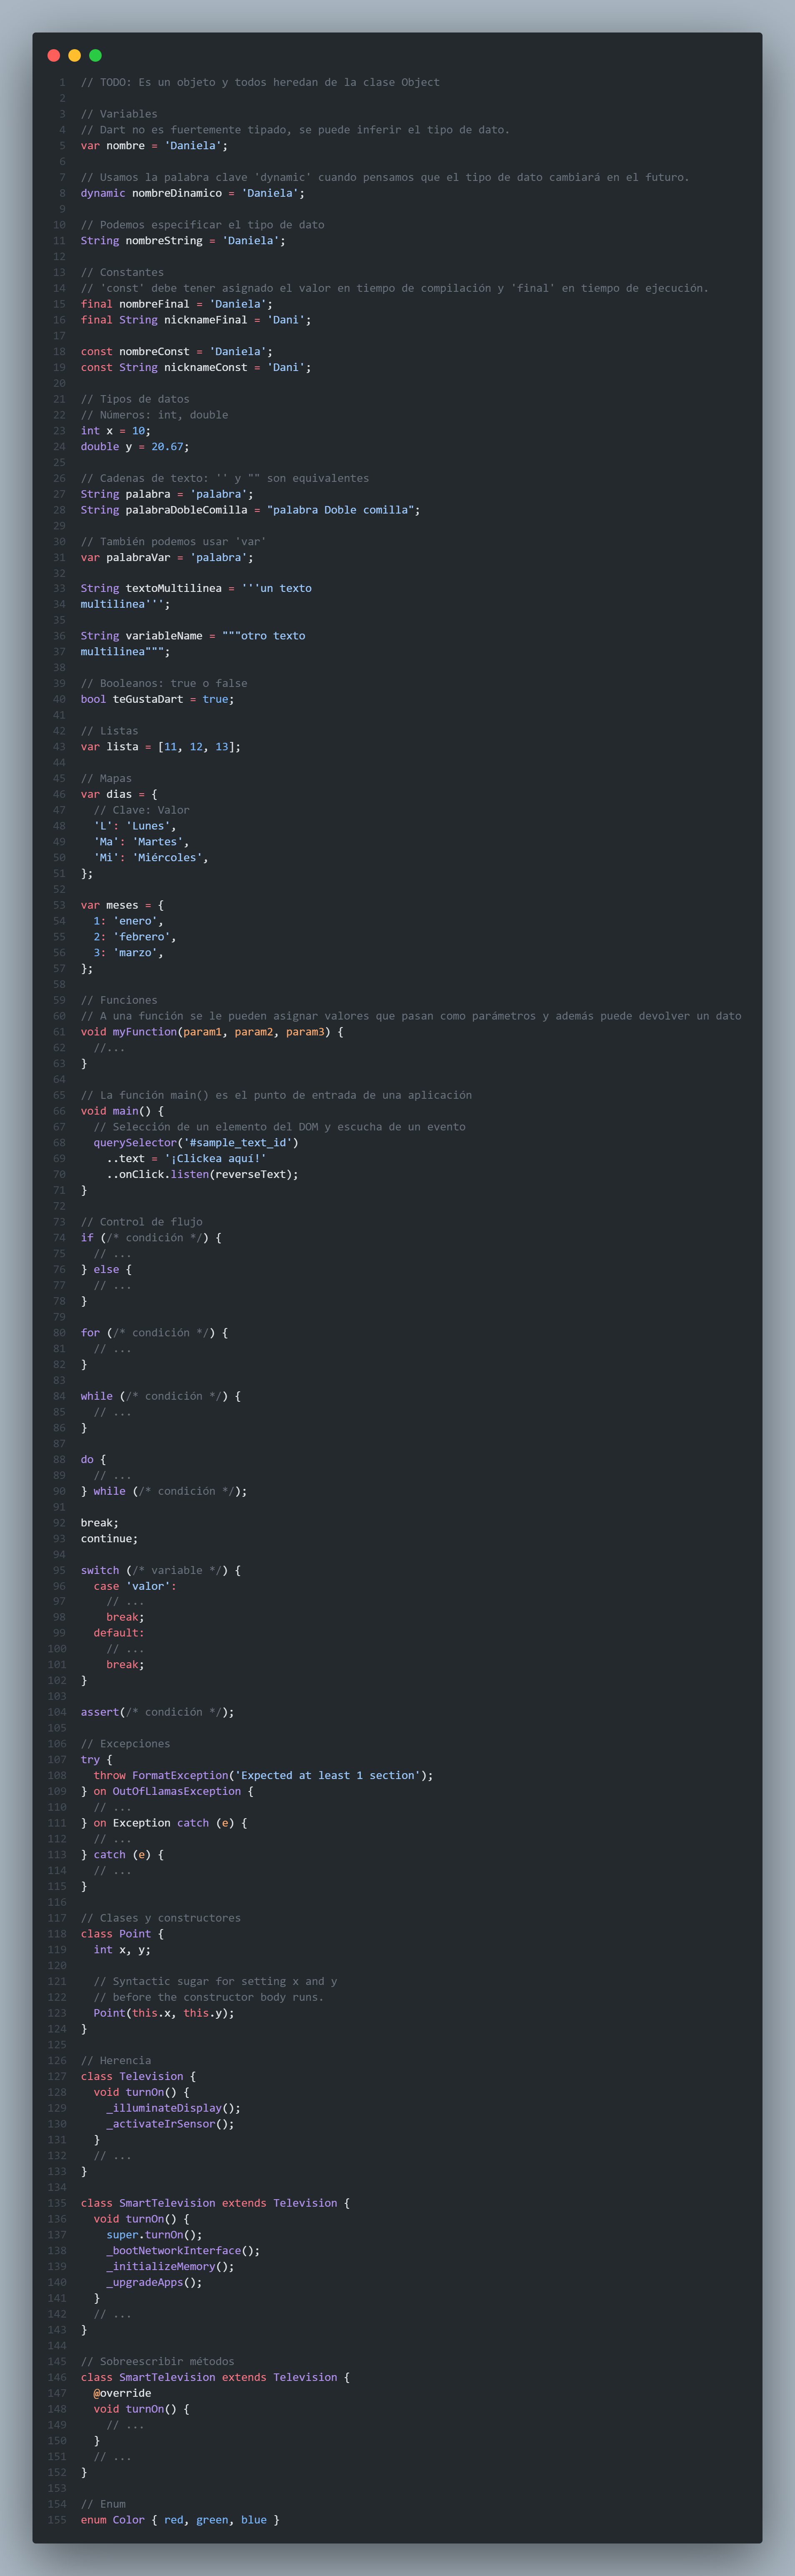 1 // TODO: Es un objeto y todos heredan de la clase Object
2
3 // Variables
4 // Dart no es fuertemente tipado, se puede inferir el tipo de dato.
5 var nombre = 'Daniela';
6
7 // Usamos la palabra clave 'dynamic' cuando pensamos que el tipo de dato cambiará en el futuro.
8 dynamic nombreDinamico = 'Daniela';
9
10 // Podemos especificar el tipo de dato
11 String nombreString = 'Daniela';
12
13 // Constantes
14 // 'const' debe tener asignado el valor en tiempo de compilación y 'final' en tiempo de ejecución.
15 final nombreFinal = 'Daniela';
16 final String nicknameFinal = 'Dani';
17
18 const nombreConst = 'Daniela';
19 const String nicknameConst = 'Dani';
20
21 // Tipos de datos
22 // Números: int, double
23 int x = 10;
24 double y = 20.67;
25
26 // Cadenas de texto: '' y "" son equivalentes
27 String palabra = 'palabra';
28 String palabraDobleComilla = "palabra Doble comilla";
29
30 // También podemos usar 'var'
31 var palabraVar = 'palabra';
32
33 String textoMultilinea = '''un texto
34 multilinea''';
35
36 String variableName = """otro texto
37 multilinea""";
38
39 // Booleanos: true o false
40 bool teGustaDart = true;
41
42 // Listas
43 var lista = [11, 12, 13];
44
45 // Mapas
46 var dias = {
47   // Clave: Valor
48   'L': 'Lunes',
49   'Ma': 'Martes',
50   'Mi': 'Miércoles',
51 };
52
53 var meses = {
54   1: 'enero',
55   2: 'febrero',
56   3: 'marzo',
57 };
58
59 // Funciones
60 // A una función se le pueden asignar valores que pasan como parámetros y además puede devolver un dato
61 void myFunction(param1, param2, param3) {
62   //...
63 }
64
65 // La función main() es el punto de entrada de una aplicación
66 void main() {
67   // Selección de un elemento del DOM y escucha de un evento
68   querySelector('#sample_text_id')
69     ..text = '¡Clickea aquí!'
70     ..onClick.listen(reverseText);
71 }
72
73 // Control de flujo
74 if (/* condición */) {
75   // ...
76 } else {
77   // ...
78 }
79
80 for (/* condición */) {
81   // ...
82 }
83
84 while (/* condición */) {
85   // ...
86 }
87
88 do {
89   // ...
90 } while (/* condición */);
91
92 break;
93 continue;
94
95 switch (/* variable */) {
96   case 'valor':
97     // ...
98     break;
99   default:
100     // ...
101     break;
102 }
103
104 assert(/* condición */);
105
106 // Excepciones
107 try {
108   throw FormatException('Expected at least 1 section');
109 } on OutOfLlamasException {
110   // ...
111 } on Exception catch (e) {
112   // ...
113 } catch (e) {
114   // ...
115 }
116
117 // Clases y constructores
118 class Point {
119   int x, y;
120
121   // Syntactic sugar for setting x and y
122   // before the constructor body runs.
123   Point(this.x, this.y);
124 }
125
126 // Herencia
127 class Television {
128   void turnOn() {
129     _illuminateDisplay();
130     _activateIrSensor();
131   }
132   // ...
133 }
134
135 class SmartTelevision extends Television {
136   void turnOn() {
137     super.turnOn();
138     _bootNetworkInterface();
139     _initializeMemory();
140     _upgradeApps();
141   }
142   // ...
143 }
144
145 // Sobreescribir métodos
146 class SmartTelevision extends Television {
147   @override
148   void turnOn() {
149     // ...
150   }
151   // ...
152 }
153
154 // Enum
155 enum Color { red, green, blue }